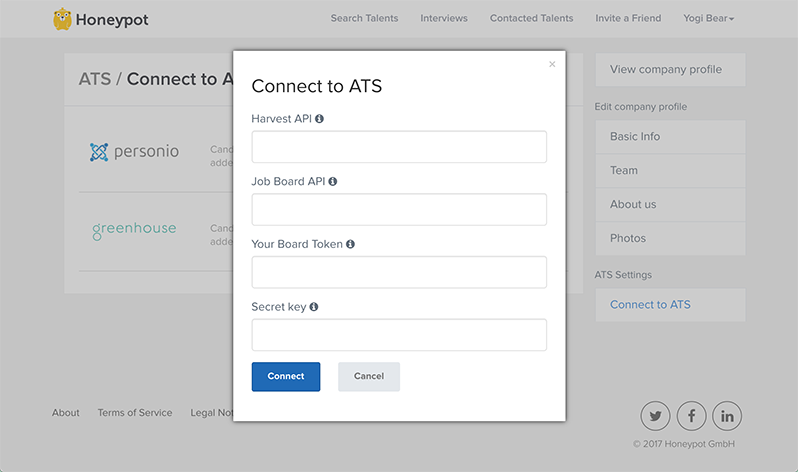 Honeypot
Search Talents Interviews Contacted Talents Invite a Friend Yogi Bear
ATS / Connect to A
personio
Cand
adde
greenhouse
Cand
adde
×
Connect to ATS
Harvest API
Job Board API
Your Board Token
Secret key
Connect Cancel
View company profile
Edit company profile
Basic Info
Team
About us
Photos
ATS Settings
Connect to ATS
About Terms of Service Legal Not
© 2017 Honeypot GmbH